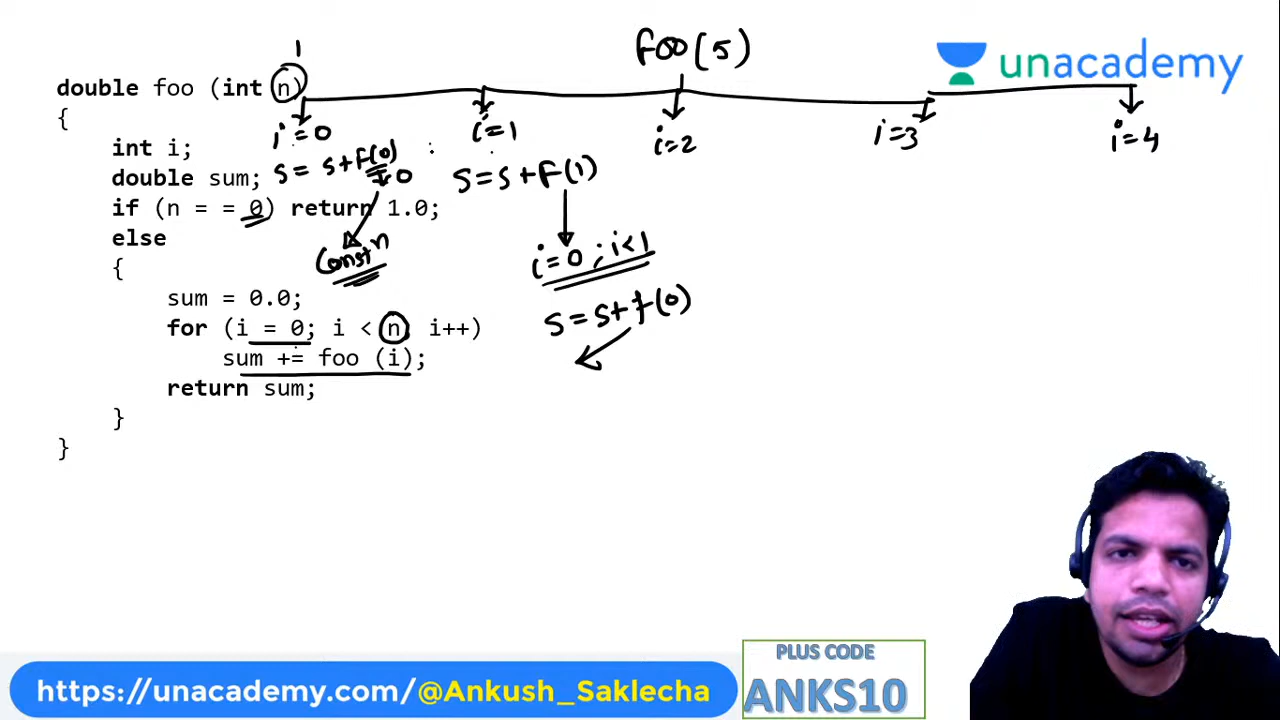 1
foo(5)
unacademy
double foo (int n)
{
i=0
i=1
i=2
i=3
i=4
int i;
s= s+f(0)
s=s+f(1)
double sum;
if (n = = 0) return 1.0;
else
Const n
i=0 ; i<1
{
sum = 0.0;
s=s+f(0)
for (i = 0; i < n; i++)
sum += foo (i);
return sum;
}
}
PLUS CODE
https://unacademy.com/@Ankush_Saklecha
ANKS10